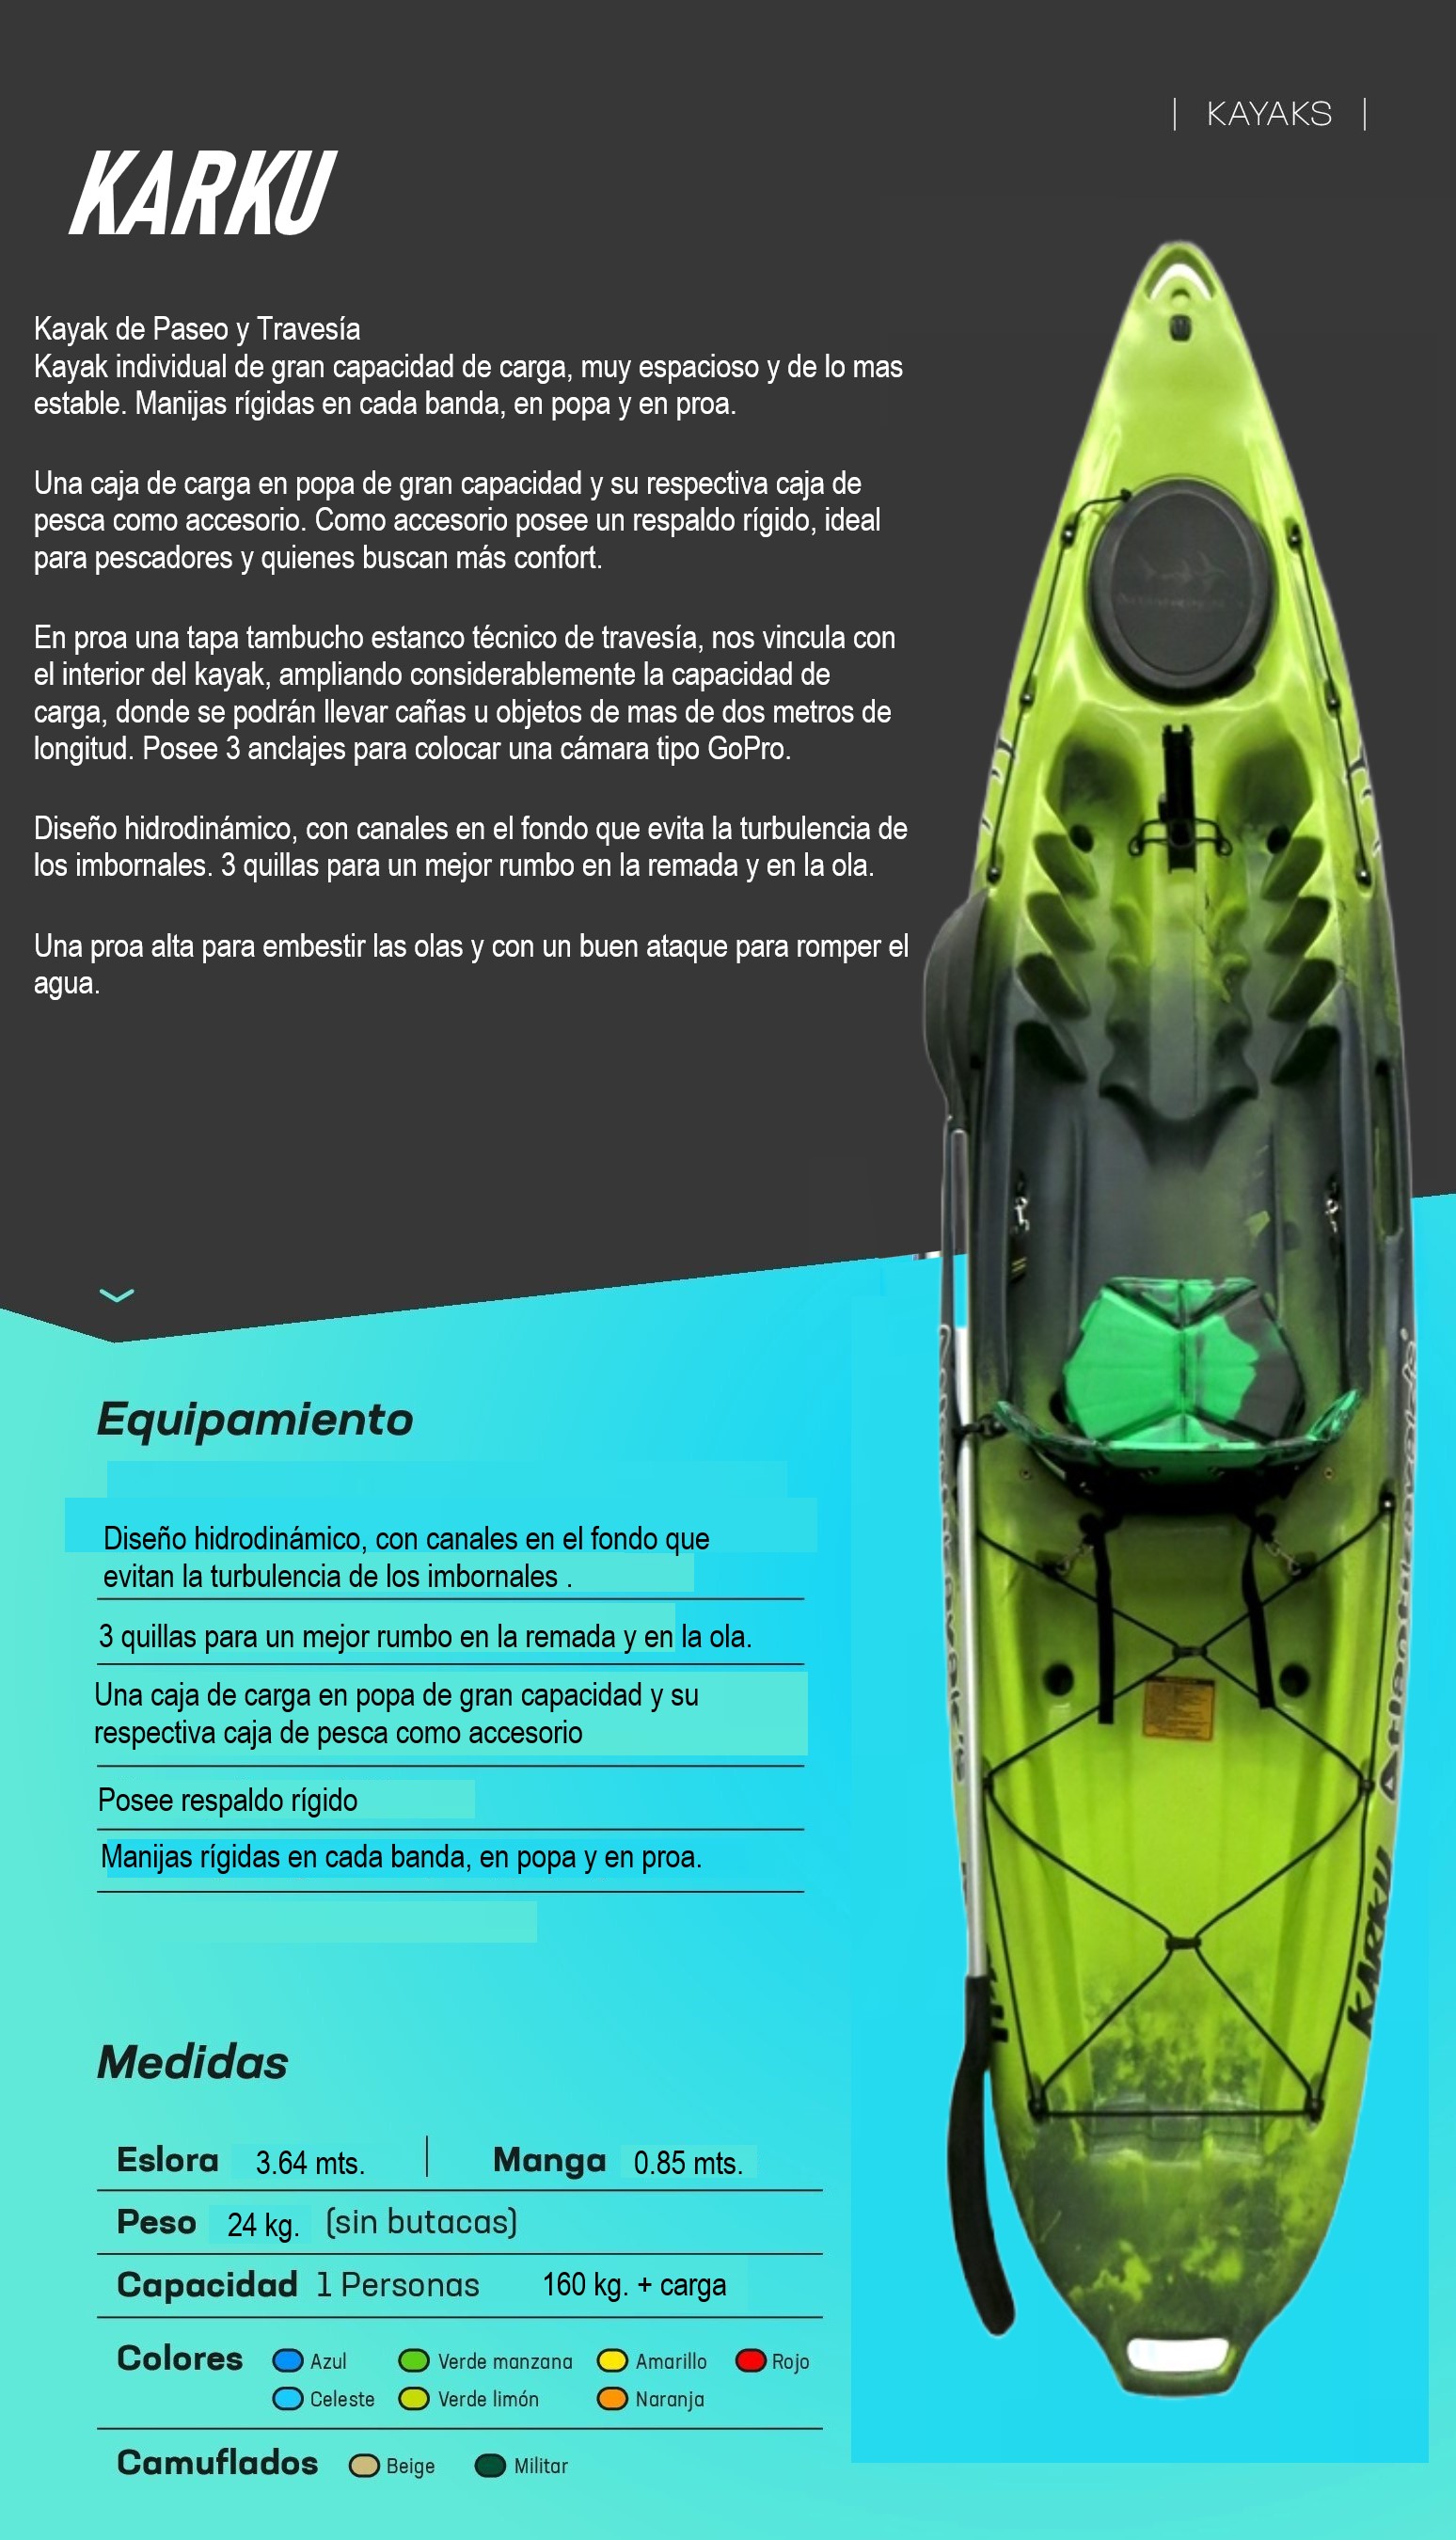 | KAYAKS |
KARKU
Kayak de Paseo y Travesía
Kayak individual de gran capacidad de carga, muy espacioso y de lo mas
estable. Manijas rígidas en cada banda, en popa y en proa.
Una caja de carga en popa de gran capacidad y su respectiva caja de
pesca como accesorio. Como accesorio posee un respaldo rígido, ideal
para pescadores y quienes buscan más confort.
En proa una tapa tambucho estanco técnico de travesía, nos vincula con
el interior del kayak, ampliando considerablemente la capacidad de
carga, donde se podrán llevar cañas u objetos de mas de dos metros de
longitud. Posee 3 anclajes para colocar una cámara tipo GoPro.
Diseño hidrodinámico, con canales en el fondo que evita la turbulencia de
los imbornales. 3 quillas para un mejor rumbo en la remada y en la ola.
Una proa alta para embestir las olas y con un buen ataque para romper el
agua.
Equipamiento
Diseño hidrodinámico, con canales en el fondo que
evitan la turbulencia de los imbornales .
3 quillas para un mejor rumbo en la remada y en la ola.
Una caja de carga en popa de gran capacidad y su
respectiva caja de pesca como accesorio
Posee respaldo rígido
Manijas rígidas en cada banda, en popa y en proa.
Medidas
Eslora 3.64 mts. | Manga 0.85 mts.
Peso 24 kg. (sin butacas)
Capacidad 1 Personas 160 kg. + carga
Colores Azul Verde manzana Amarillo Rojo
Celeste Verde limón Naranja
Camuflados Beige Militar
KARKU